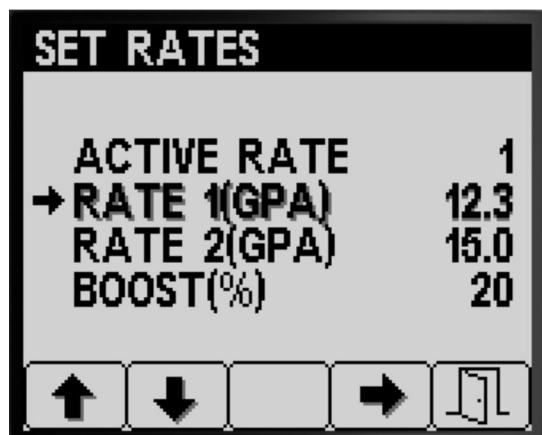 SET RATES
ACTIVE RATE 1
RATE 1(GPA) 12.3
RATE 2(GPA) 15.0
BOOST(%) 20